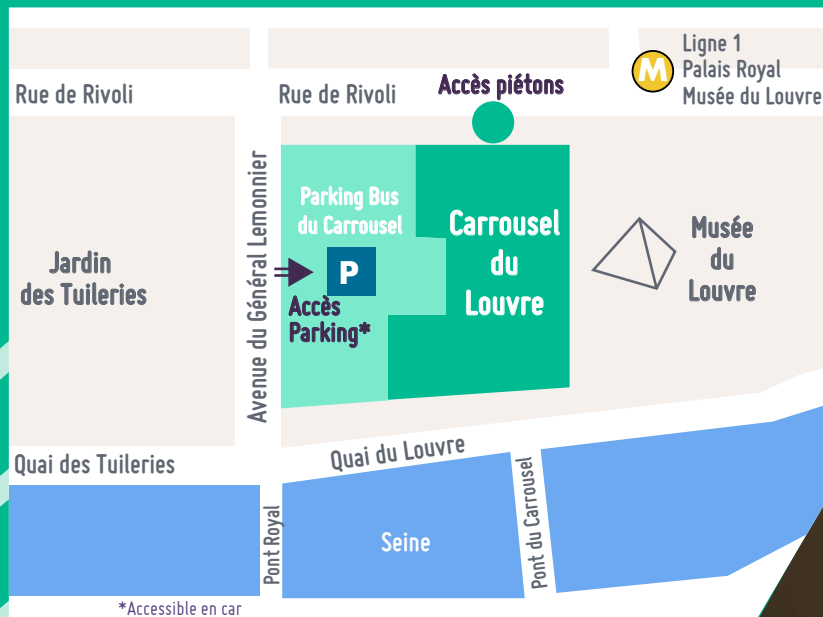 Ligne 1
Palais Royal
Musée du Louvre
M
Accès piétons
Rue de Rivoli
Rue de Rivoli
Avenue du Général Lemonnier
Parking Bus
du Carrousel
P
Accès
Parking*
Carrousel
du
Louvre
Musée
du
Louvre
Jardin
des Tuileries
Quai des Tuileries
Quai du Louvre
Pont Royal
Seine
Pont du Carrousel
*Accessible en car